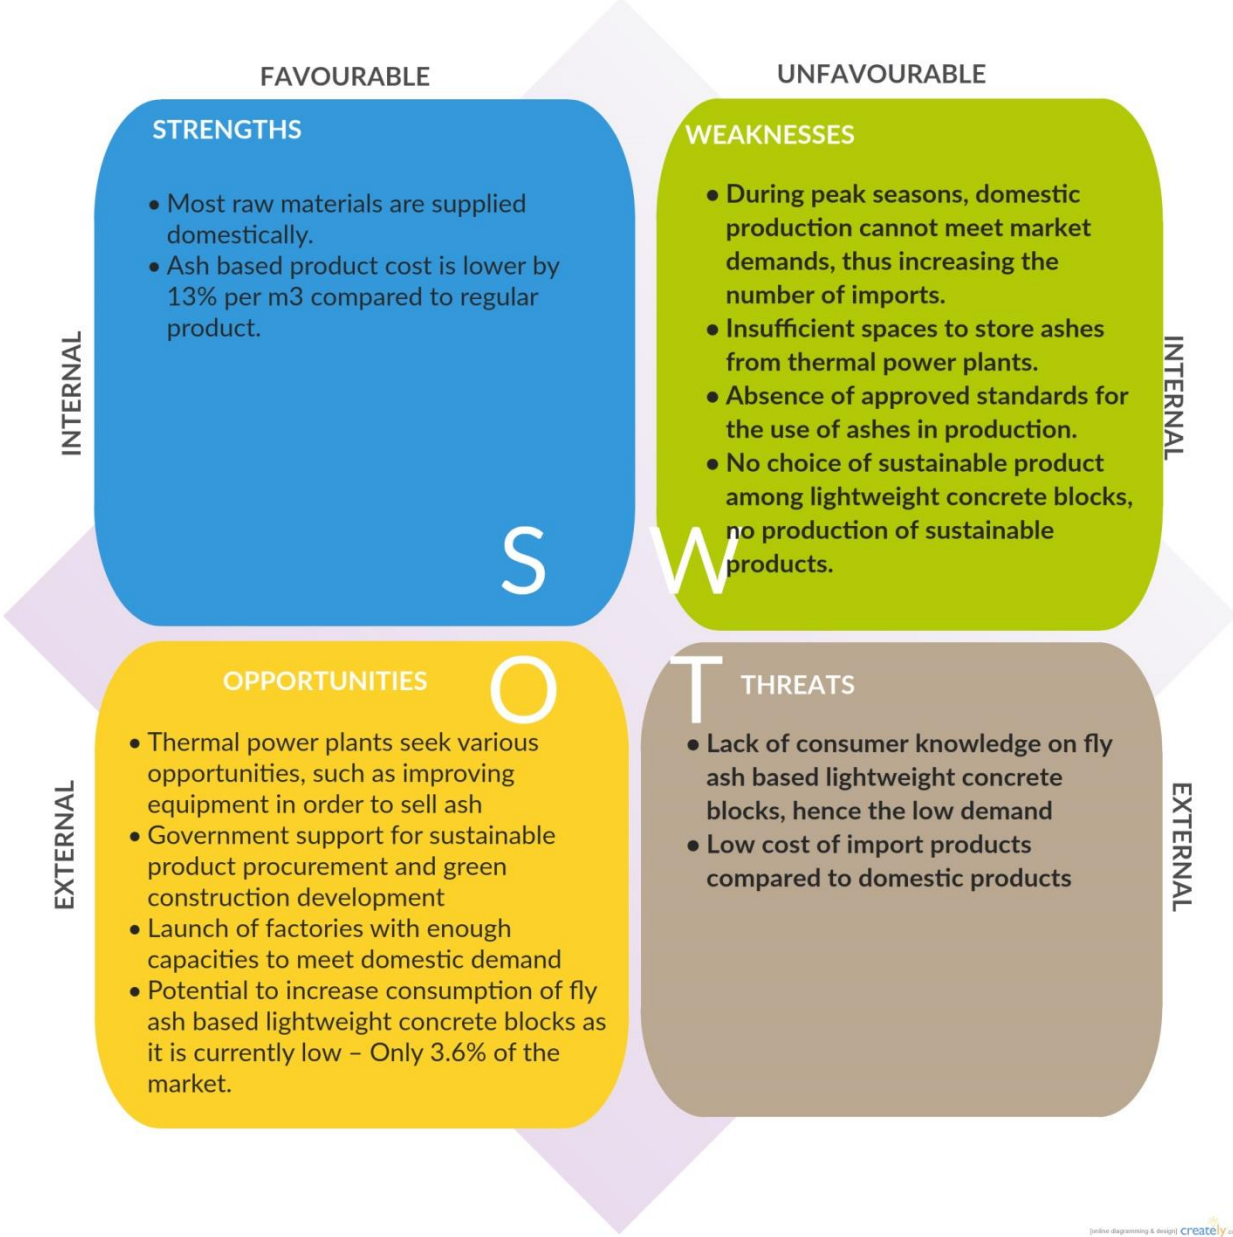 FAVOURABLE
UNFAVOURABLE
INTERNAL
STRENGTHS
• Most raw materials are supplied
domestically.
• Ash based product cost is lower by
13% per m3 compared to regular
product.
S
WEAKNESSES
• During peak seasons, domestic
production cannot meet market
demands, thus increasing the
number of imports.
• Insufficient spaces to store ashes
from thermal power plants.
• Absence of approved standards for
the use of ashes in production.
• No choice of sustainable product
among lightweight concrete blocks,
no production of sustainable
products.
W
INTERNAL
EXTERNAL
OPPORTUNITIES
O
• Thermal power plants seek various
opportunities, such as improving
equipment in order to sell ash
• Government support for sustainable
product procurement and green
construction development
• Launch of factories with enough
capacities to meet domestic demand
• Potential to increase consumption of fly
ash based lightweight concrete blocks as
it is currently low – Only 3.6% of the
market.
T
THREATS
• Lack of consumer knowledge on fly
ash based lightweight concrete
blocks, hence the low demand
• Low cost of import products
compared to domestic products
EXTERNAL
[online diagramming & design] creately